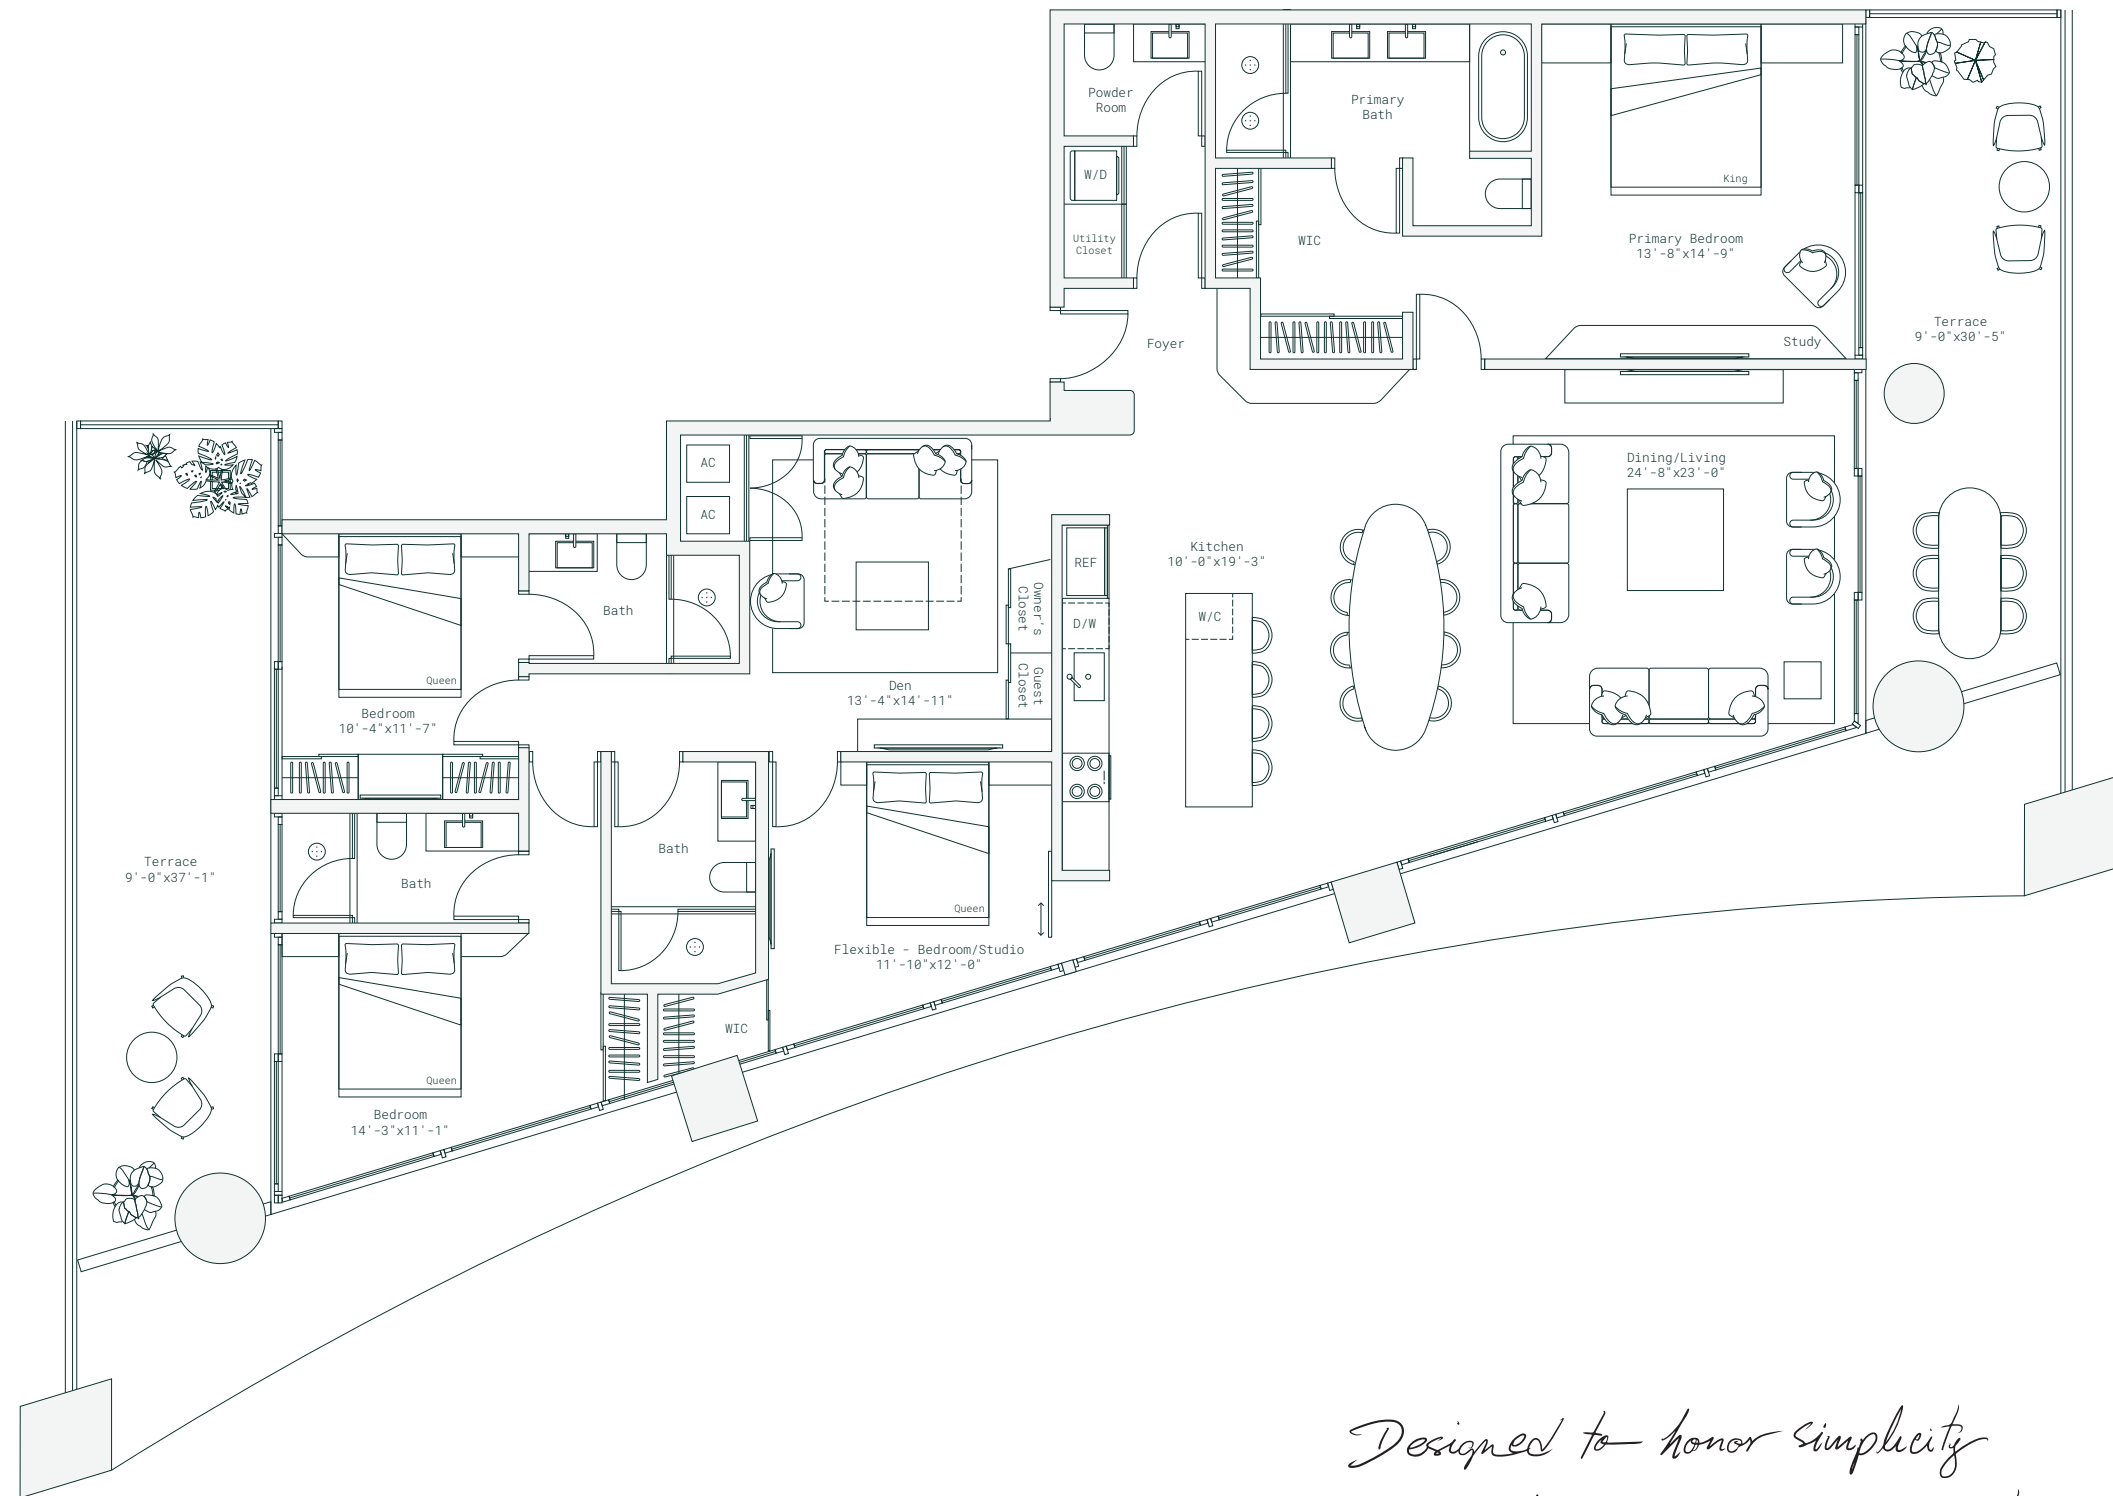 Powder
Room
Primary
Bath
W/D
King
Utility
Closet
WIC
Primary Bedroom
13'-8"x14'-9"
Foyer
Study
Terrace
9'-0"x30'-5"
AC
AC
Dining/Living
24'-8"x23'-0"
REF
Kitchen
10'-0"x19'-3"
Owner's
Closet
Bath
D/W
W/C
Queen
Den
13'-4"x14'-11"
Guest
Closet
Bedroom
10'-4"x11'-7"
Terrace
9'-0"x37'-1"
Bath
Bath
Queen
Flexible - Bedroom/Studio
11'-10"x12'-0"
WIC
Queen
Bedroom
14'-3"x11'-1"
Designed to honor simplicity